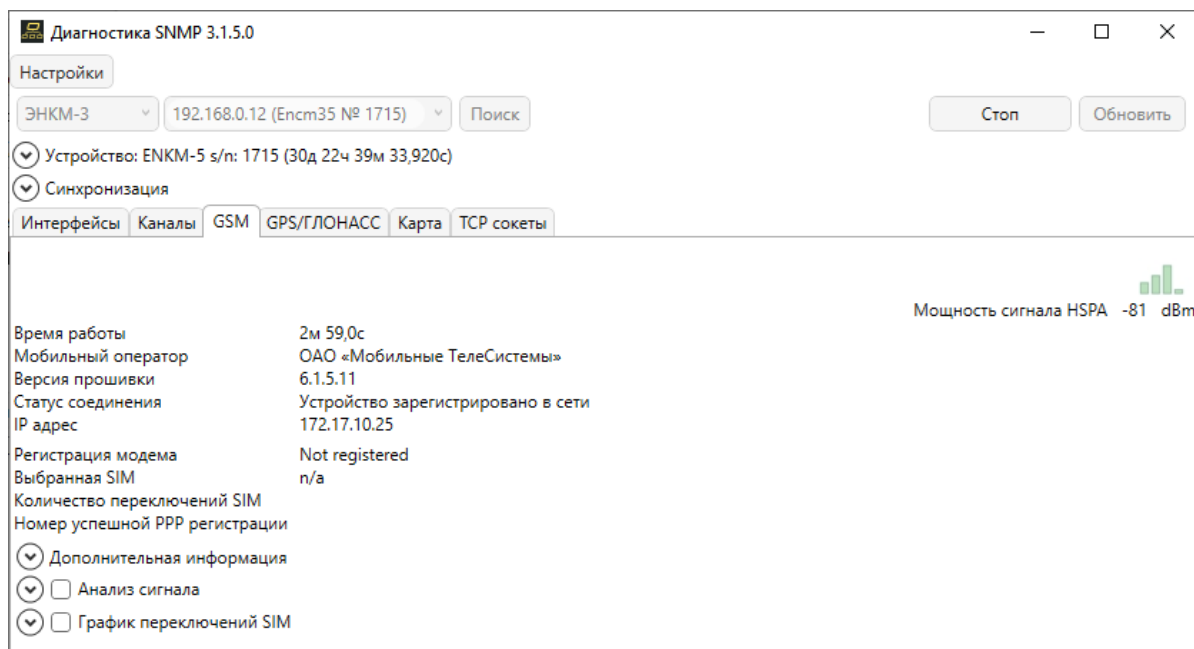 Диагностика SNMP 3.1.5.0
Настройки
ЭНКМ-3 192.168.0.12 (Encm35 № 1715) Поиск Стоп Обновить
Устройство: ENKM-5 s/n: 1715 (30д 22ч 39м 33,920с)
Синхронизация
Интерфейсы Каналы GSM GPS/ГЛОНАСС Карта TCP сокеты
Мощность сигнала HSPA -81 dBm
Время работы 2м 59,0с
Мобильный оператор ОАО «Мобильные ТелеСистемы»
Версия прошивки 6.1.5.11
Статус соединения Устройство зарегистрировано в сети
IP адрес 172.17.10.25
Регистрация модема Not registered
Выбранная SIM n/a
Количество переключений SIM
Номер успешной PPP регистрации
Дополнительная информация
Анализ сигнала
График переключений SIM